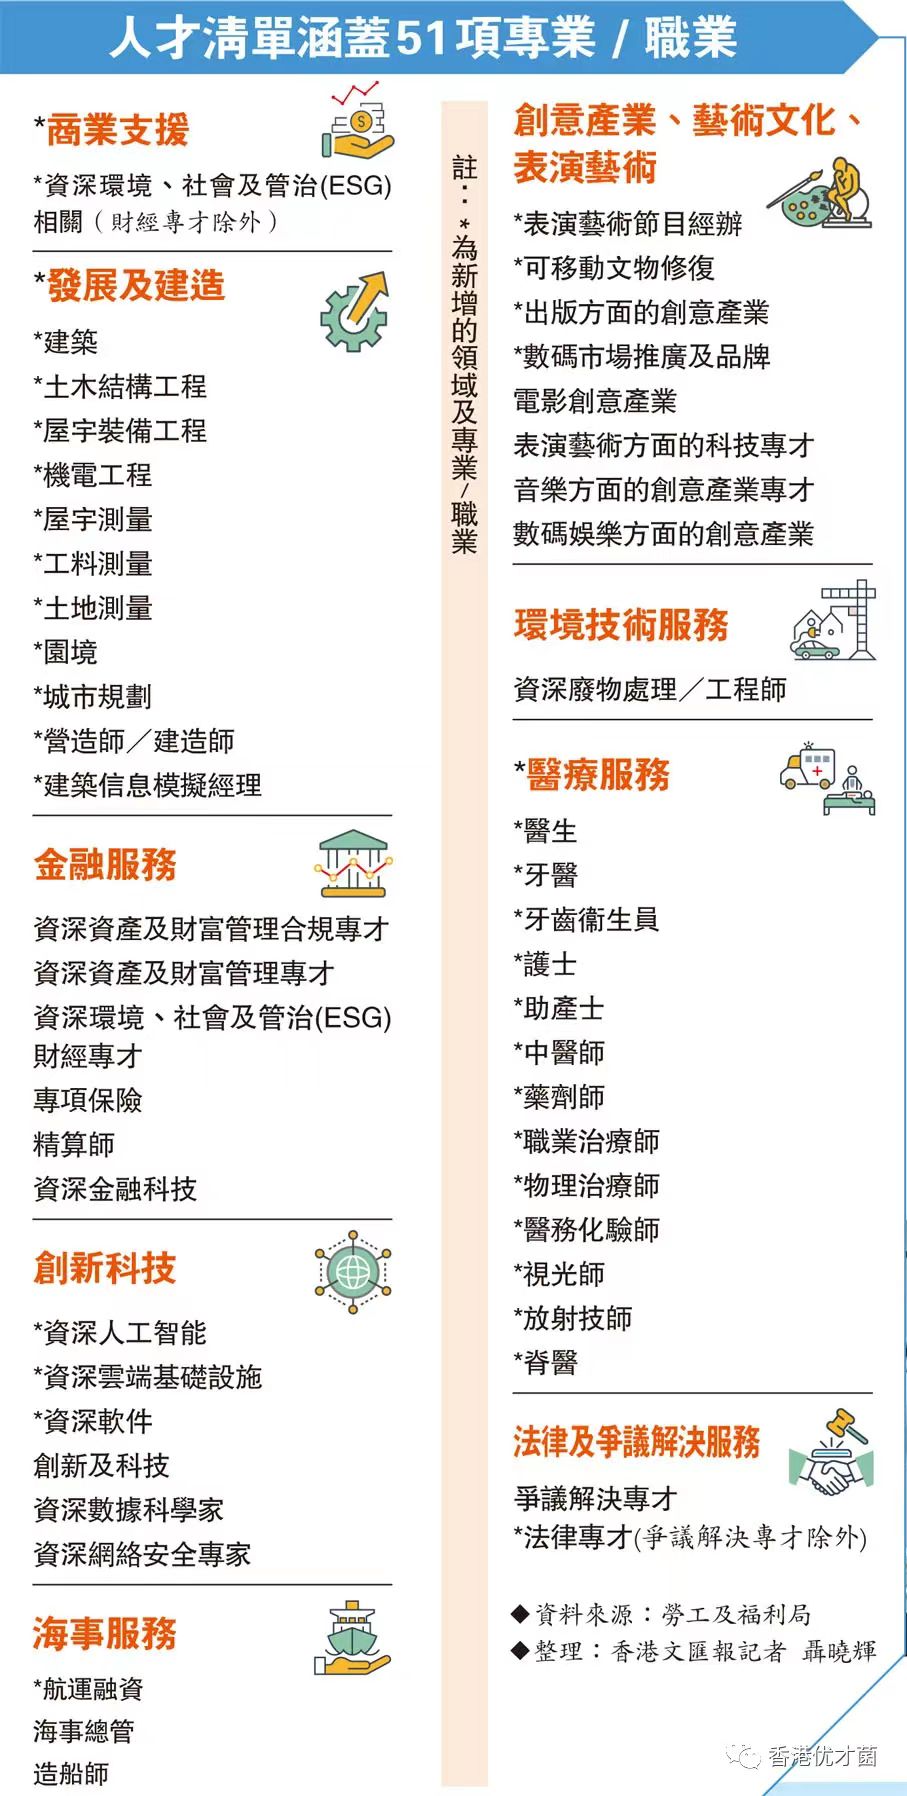 人才清單涵蓋51項專業/職業
*商業支援
*資深環境、社會及管治(ESG)
相關（財經專才除外）
*發展及建造
*建築
*土木結構工程
*屋宇裝備工程
*機電工程
*屋宇測量
*工料測量
*土地測量
*園境
*城市規劃
*營造師／建造師
*建築信息模擬經理
金融服務
資深資產及財富管理合規專才
資深資產及財富管理專才
資深環境、社會及管治(ESG)
財經專才
專項保險
精算師
資深金融科技
創新科技
*資深人工智能
*資深雲端基礎設施
*資深軟件
創新及科技
資深數據科學家
資深網絡安全專家
海事服務
*航運融資
海事總管
造船師
註：*為新增的領域及專業/職業
創意產業、藝術文化、
表演藝術
*表演藝術節目經辦
*可移動文物修復
*出版方面的創意產業
*數碼市場推廣及品牌
電影創意產業
表演藝術方面的科技專才
音樂方面的創意產業專才
數碼娛樂方面的創意產業
環境技術服務
資深廢物處理／工程師
*醫療服務
*醫生
*牙醫
*牙齒衞生員
*護士
*助產士
*中醫師
*藥劑師
*職業治療師
*物理治療師
*醫務化驗師
*視光師
*放射技師
*脊醫
法律及爭議解決服務
爭議解決專才
*法律專才(爭議解決專才除外)
◆資料來源：勞工及福利局
◆整理：香港文匯報記者 聶曉輝
香港优才菌